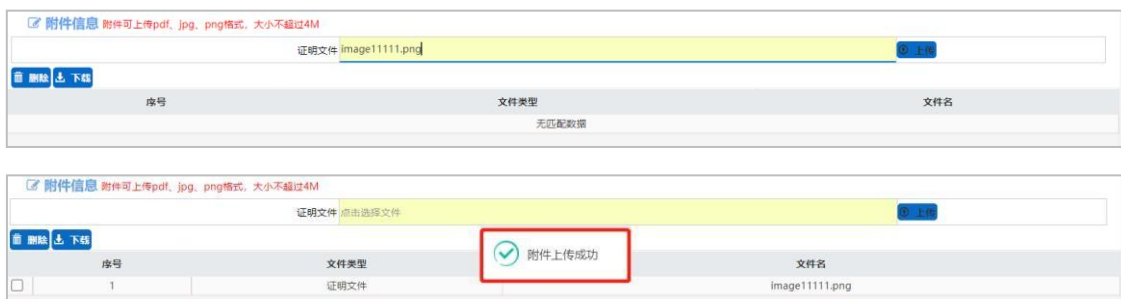 附件信息 附件可上传pdf、jpg、png格式，大小不超过4M
证明文件 image11111.png 上传
删除 下载
序号 文件类型 文件名
无匹配数据
附件信息 附件可上传pdf、jpg、png格式，大小不超过4M
证明文件 点击选择文件 上传
删除 下载
附件上传成功
序号 文件类型 文件名
1 证明文件 image11111.png